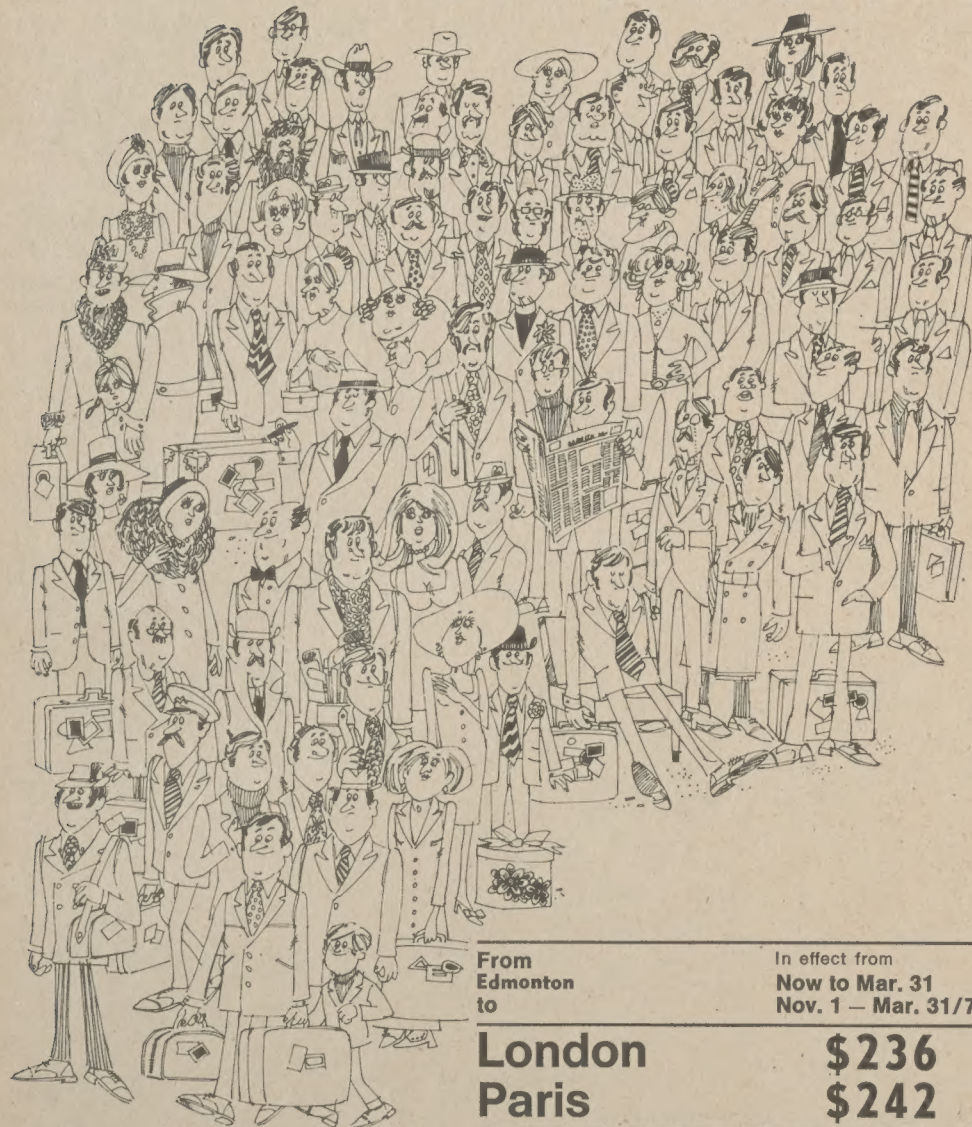 From
Edmonton
to
In effect from
Now to Mar. 31
Nov. 1 — Mar. 31/7
London $236
Paris $242